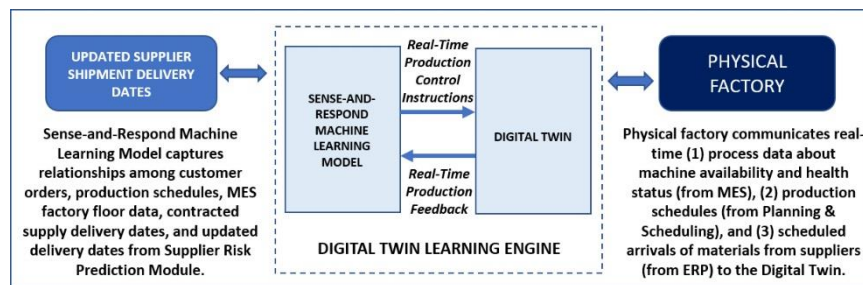 UPDATED SUPPLIER
SHIPMENT DELIVERY
DATES
Sense-and-Respond Machine
Learning Model captures
relationships among customer
orders, production schedules, MES
factory floor data, contracted
supply delivery dates, and updated
delivery dates from Supplier Risk
Prediction Module.
SENSE-AND-
RESPOND
MACHINE
LEARNING
MODEL
Real-Time
Production
Control
Instructions
Real-Time
Production
Feedback
DIGITAL TWIN
DIGITAL TWIN LEARNING ENGINE
PHYSICAL
FACTORY
Physical factory communicates real-
time (1) process data about
machine availability and health
status (from MES), (2) production
schedules (from Planning &
Scheduling), and (3) scheduled
arrivals of materials from suppliers
(from ERP) to the Digital Twin.